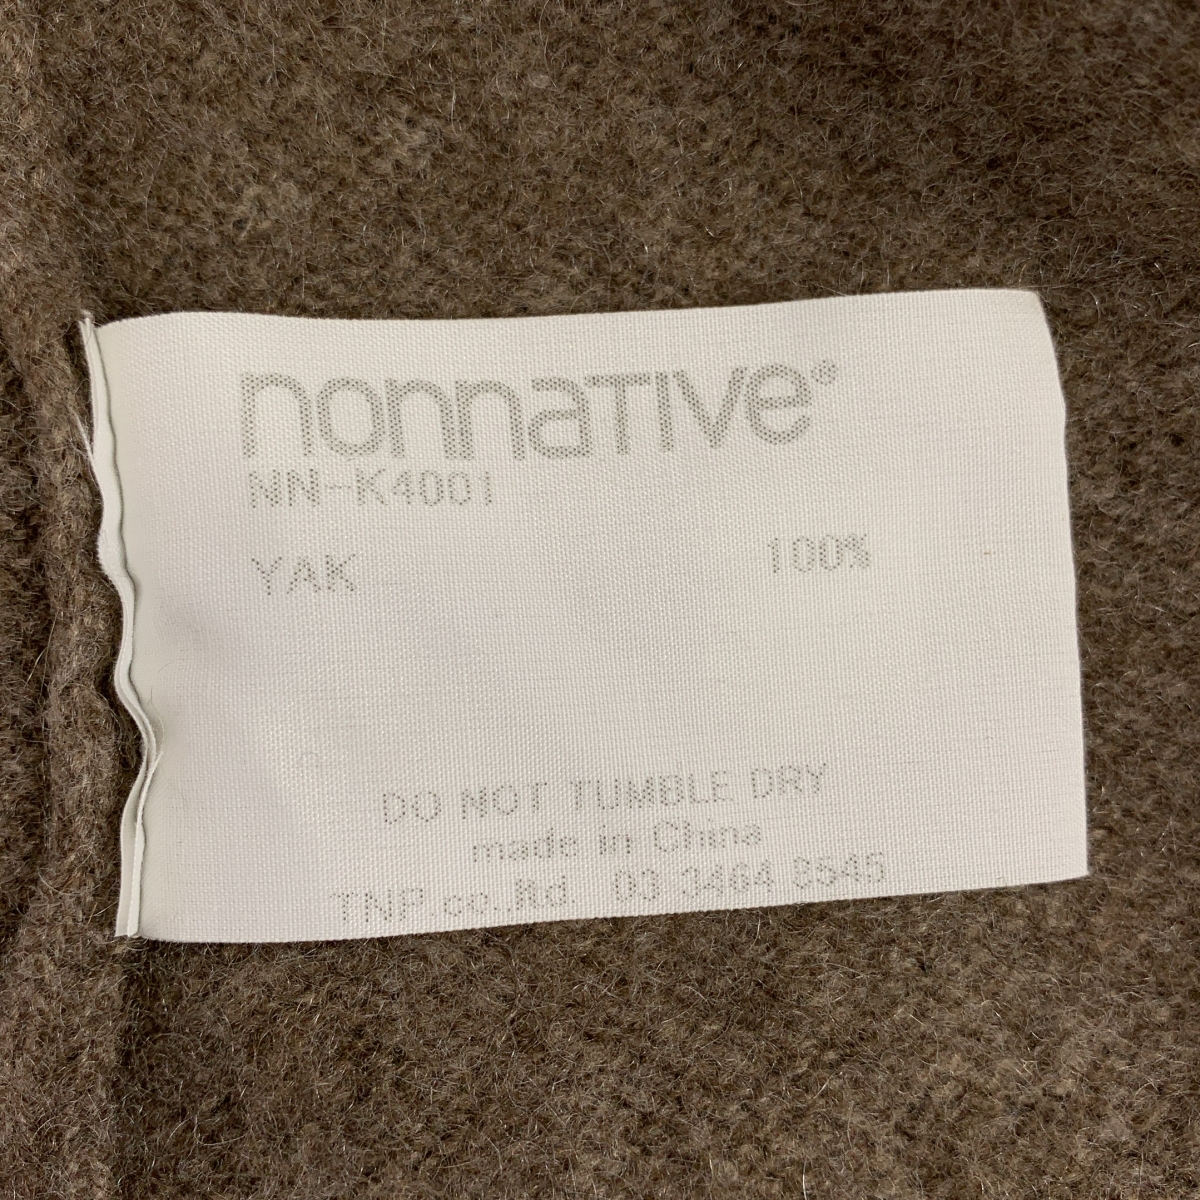 nonnative®
NN-K4001
YAK 100%
DO NOT TUMBLE DRY
made in China
TNP co.,ltd. 03 3464 8545